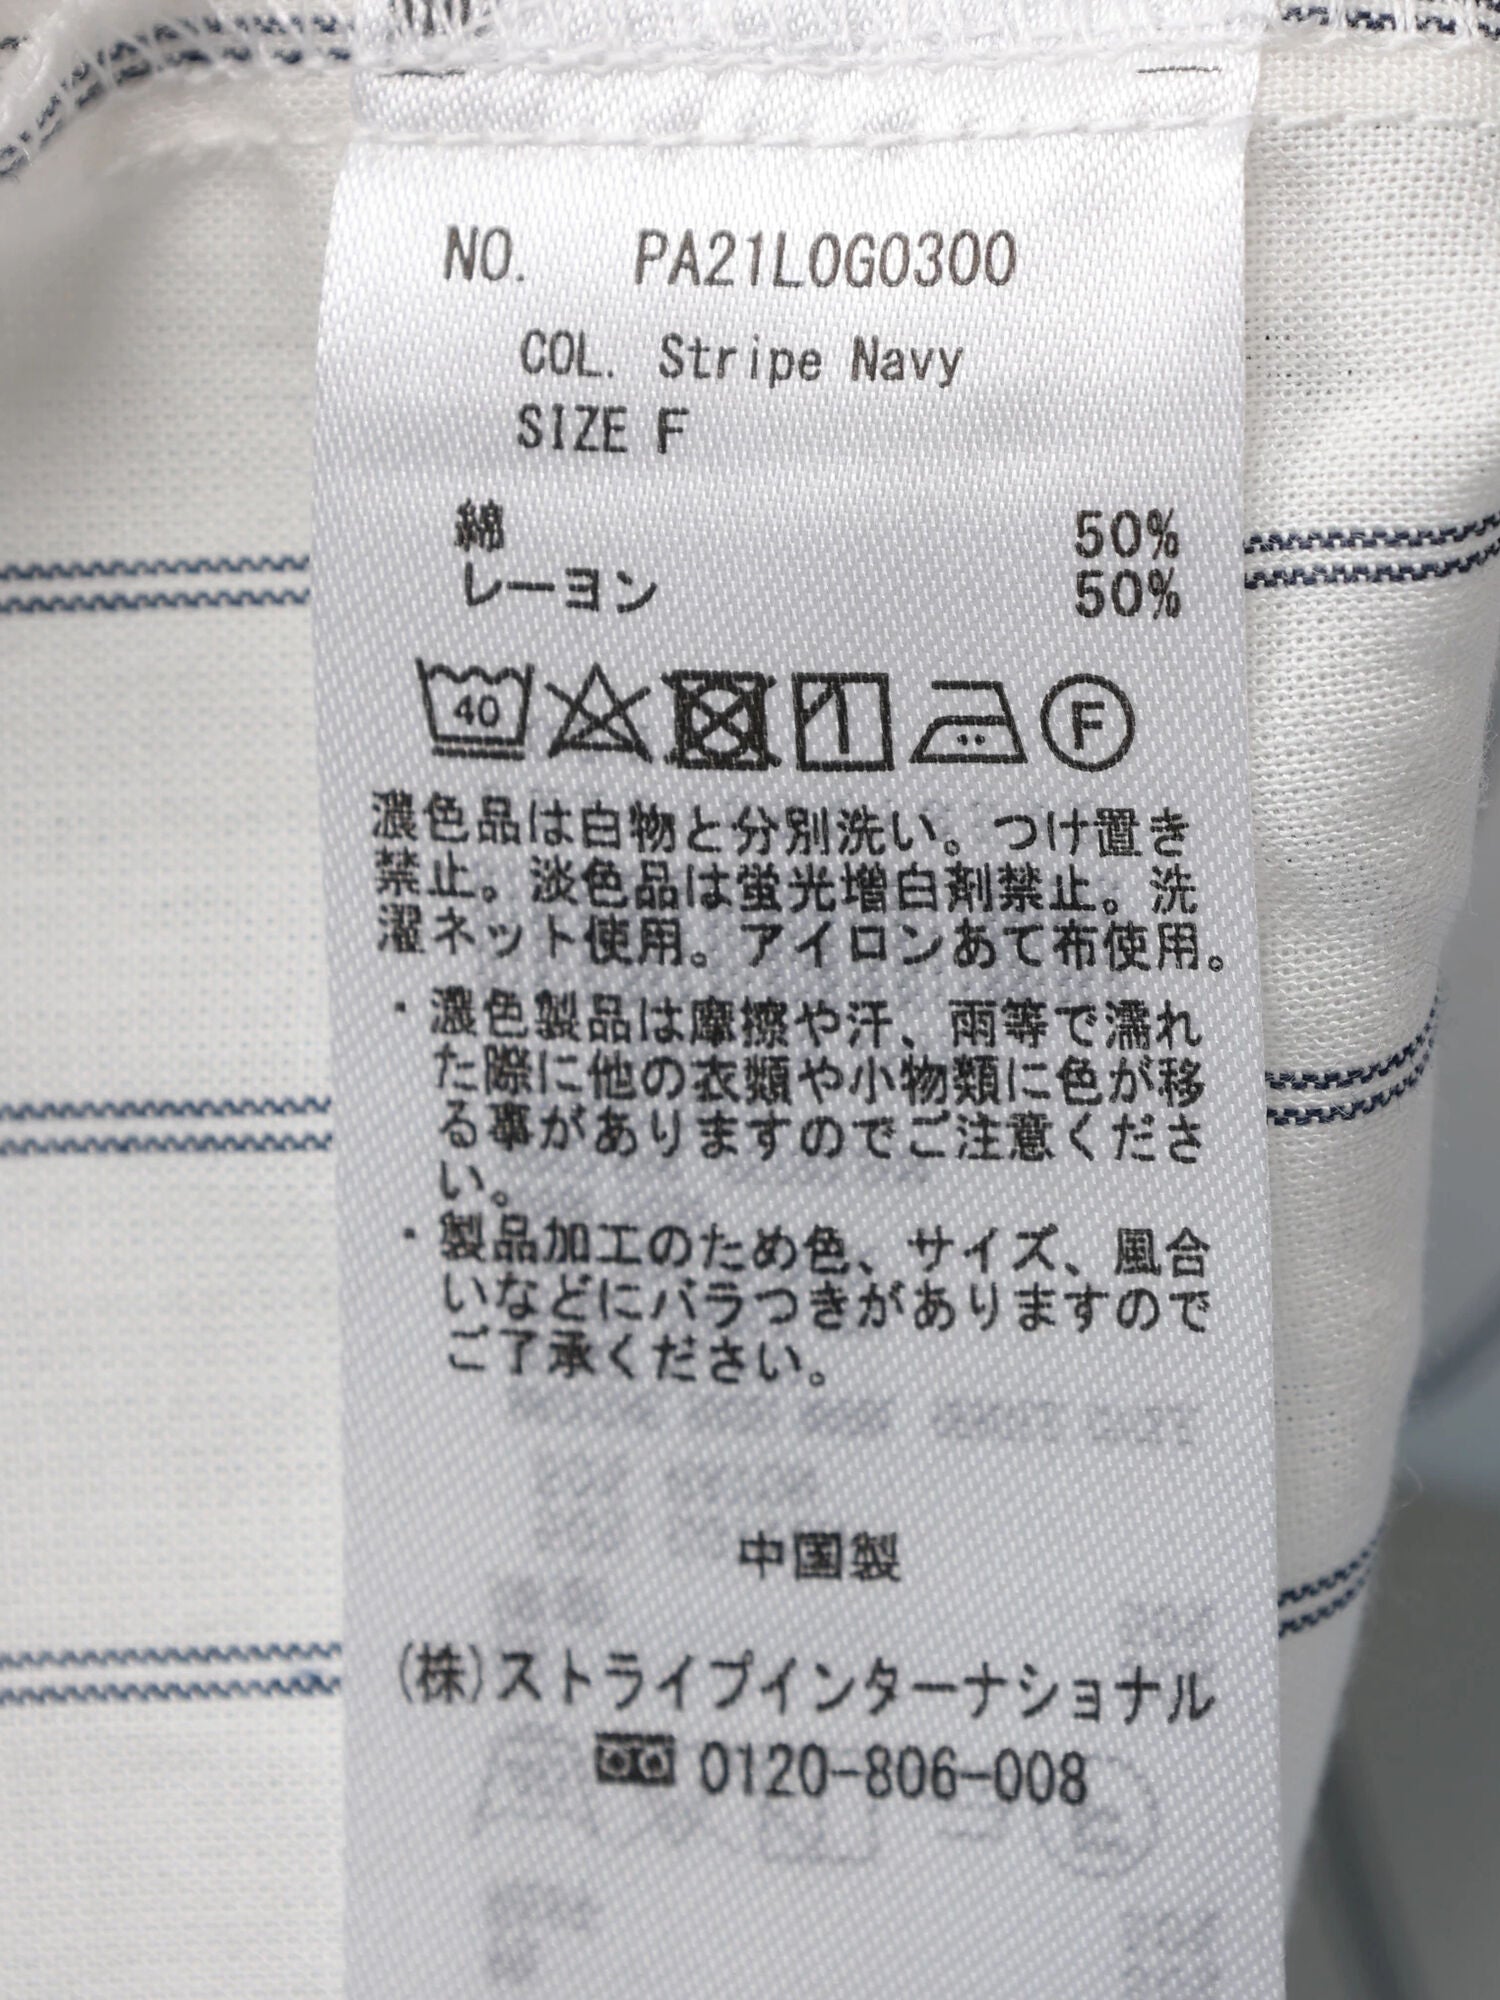 NO. PA21L0G0300
COL. Stripe Navy
SIZE F
綿 50%
レーヨン 50%
40
F
濃色品は白物と分別洗い。つけ置き
禁止。淡色品は蛍光増白剤禁止。洗
濯ネット使用。アイロンあて布使用。
・濃色製品は摩擦や汗、雨等で濡れ
た際に他の衣類や小物類に色が移
る事がありますのでご注意くださ
い。
・製品加工のため色、サイズ、風合
いなどにバラつきがありますので
ご了承ください。
中国製
(株)ストライプインターナショナル
0120-806-008